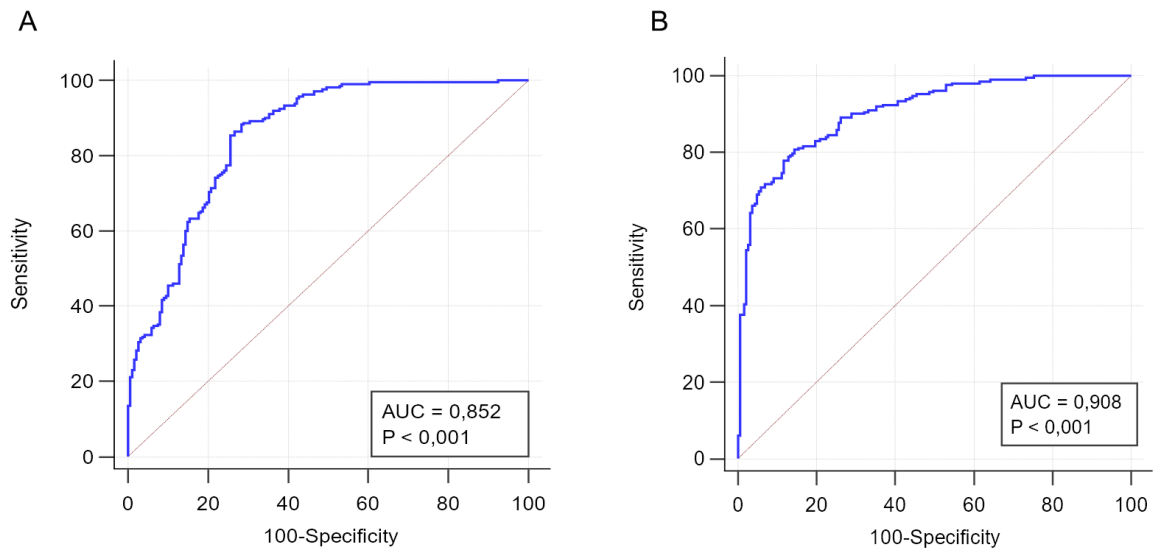 A
100
80
60
40
20
0
Sensitivity
AUC = 0,852
P < 0,001
0 20 40 60 80 100
100-Specificity
B
100
80
60
40
20
0
Sensitivity
AUC = 0,908
P < 0,001
0 20 40 60 80 100
100-Specificity